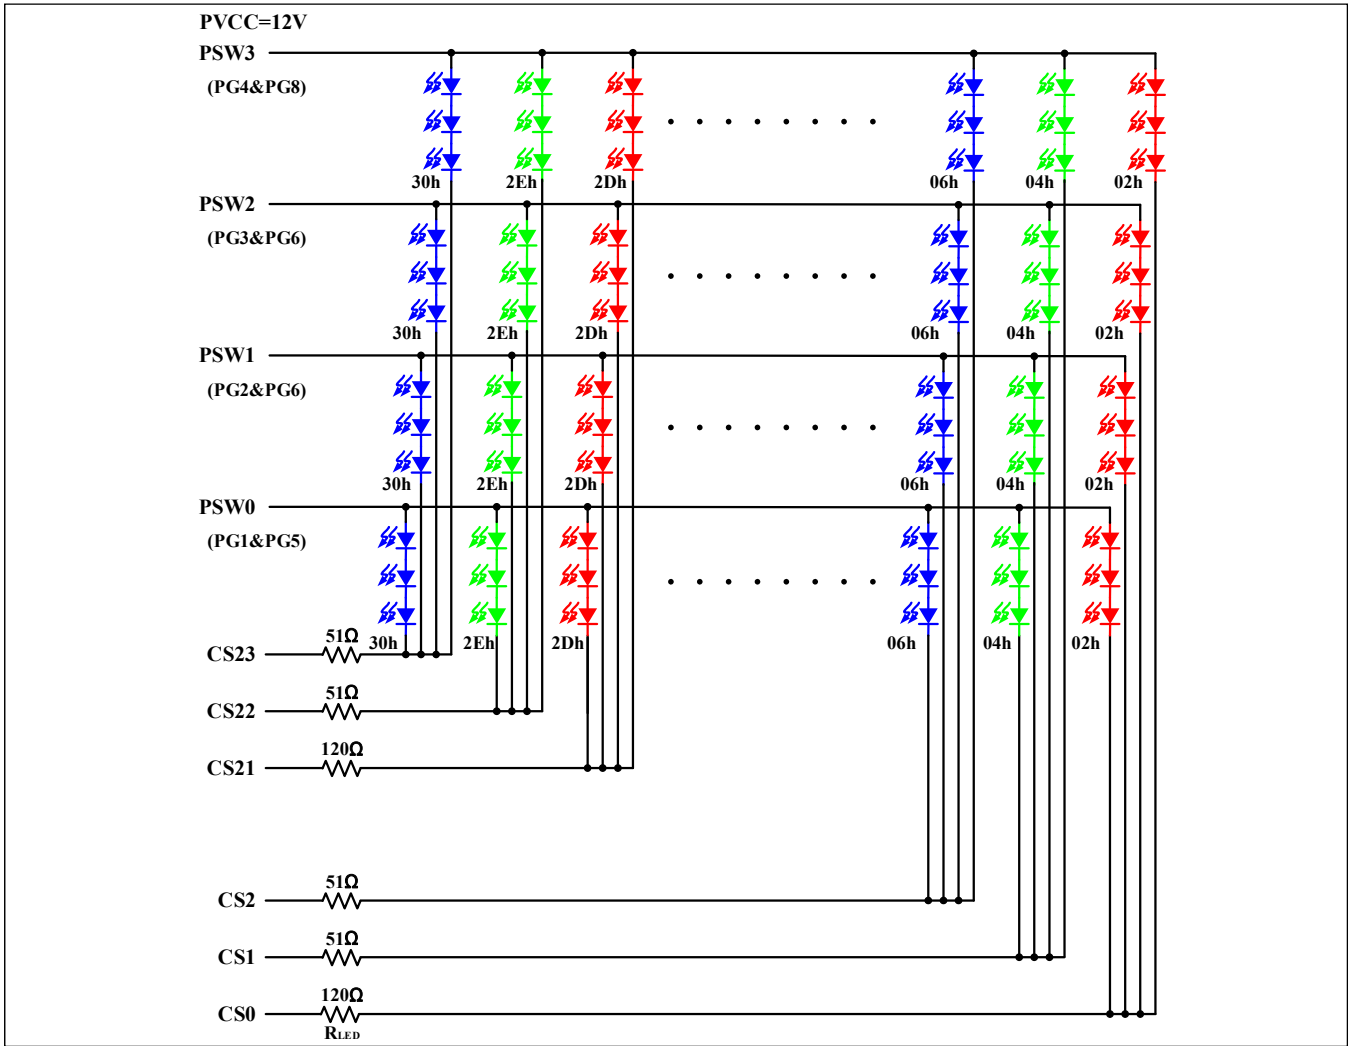 PVCC=12V
PSW3
(PG4&PG8)
30h 2Eh 2Dh 06h 04h 02h
PSW2
(PG3&PG6)
30h 2Eh 2Dh 06h 04h 02h
PSW1
(PG2&PG6)
30h 2Eh 2Dh 06h 04h 02h
PSW0
(PG1&PG5)
30h 2Eh 2Dh 06h 04h 02h
51Ω
CS23
51Ω
CS22
120Ω
CS21
51Ω
CS2
51Ω
CS1
120Ω
CS0
RLED